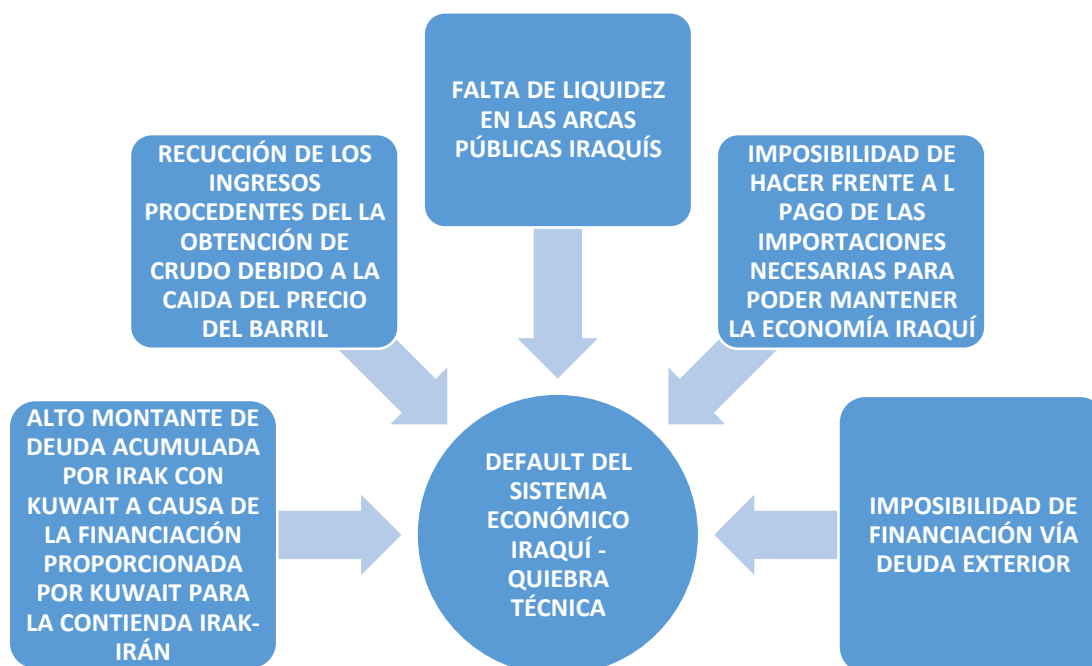 FALTA DE LIQUIDEZ
EN LAS ARCAS
PÚBLICAS IRAQUÍS
RECUCCIÓN DE LOS
INGRESOS
PROCEDENTES DEL LA
OBTENCIÓN DE
CRUDO DEBIDO A LA
CAIDA DEL PRECIO
DEL BARRIL
IMPOSIBILIDAD DE
HACER FRENTE A L
PAGO DE LAS
IMPORTACIONES
NECESARIAS PARA
PODER MANTENER
LA ECONOMÍA IRAQUÍ
ALTO MONTANTE DE
DEUDA ACUMULADA
POR IRAK CON
KUWAIT A CAUSA DE
LA FINANCIACIÓN
PROPORCIONADA
POR KUWAIT PARA
LA CONTIENDA IRAK-
IRÁN
DEFAULT DEL
SISTEMA
ECONÓMICO
IRAQUÍ -
QUIEBRA
TÉCNICA
IMPOSIBILIDAD DE
FINANCIACIÓN VÍA
DEUDA EXTERIOR